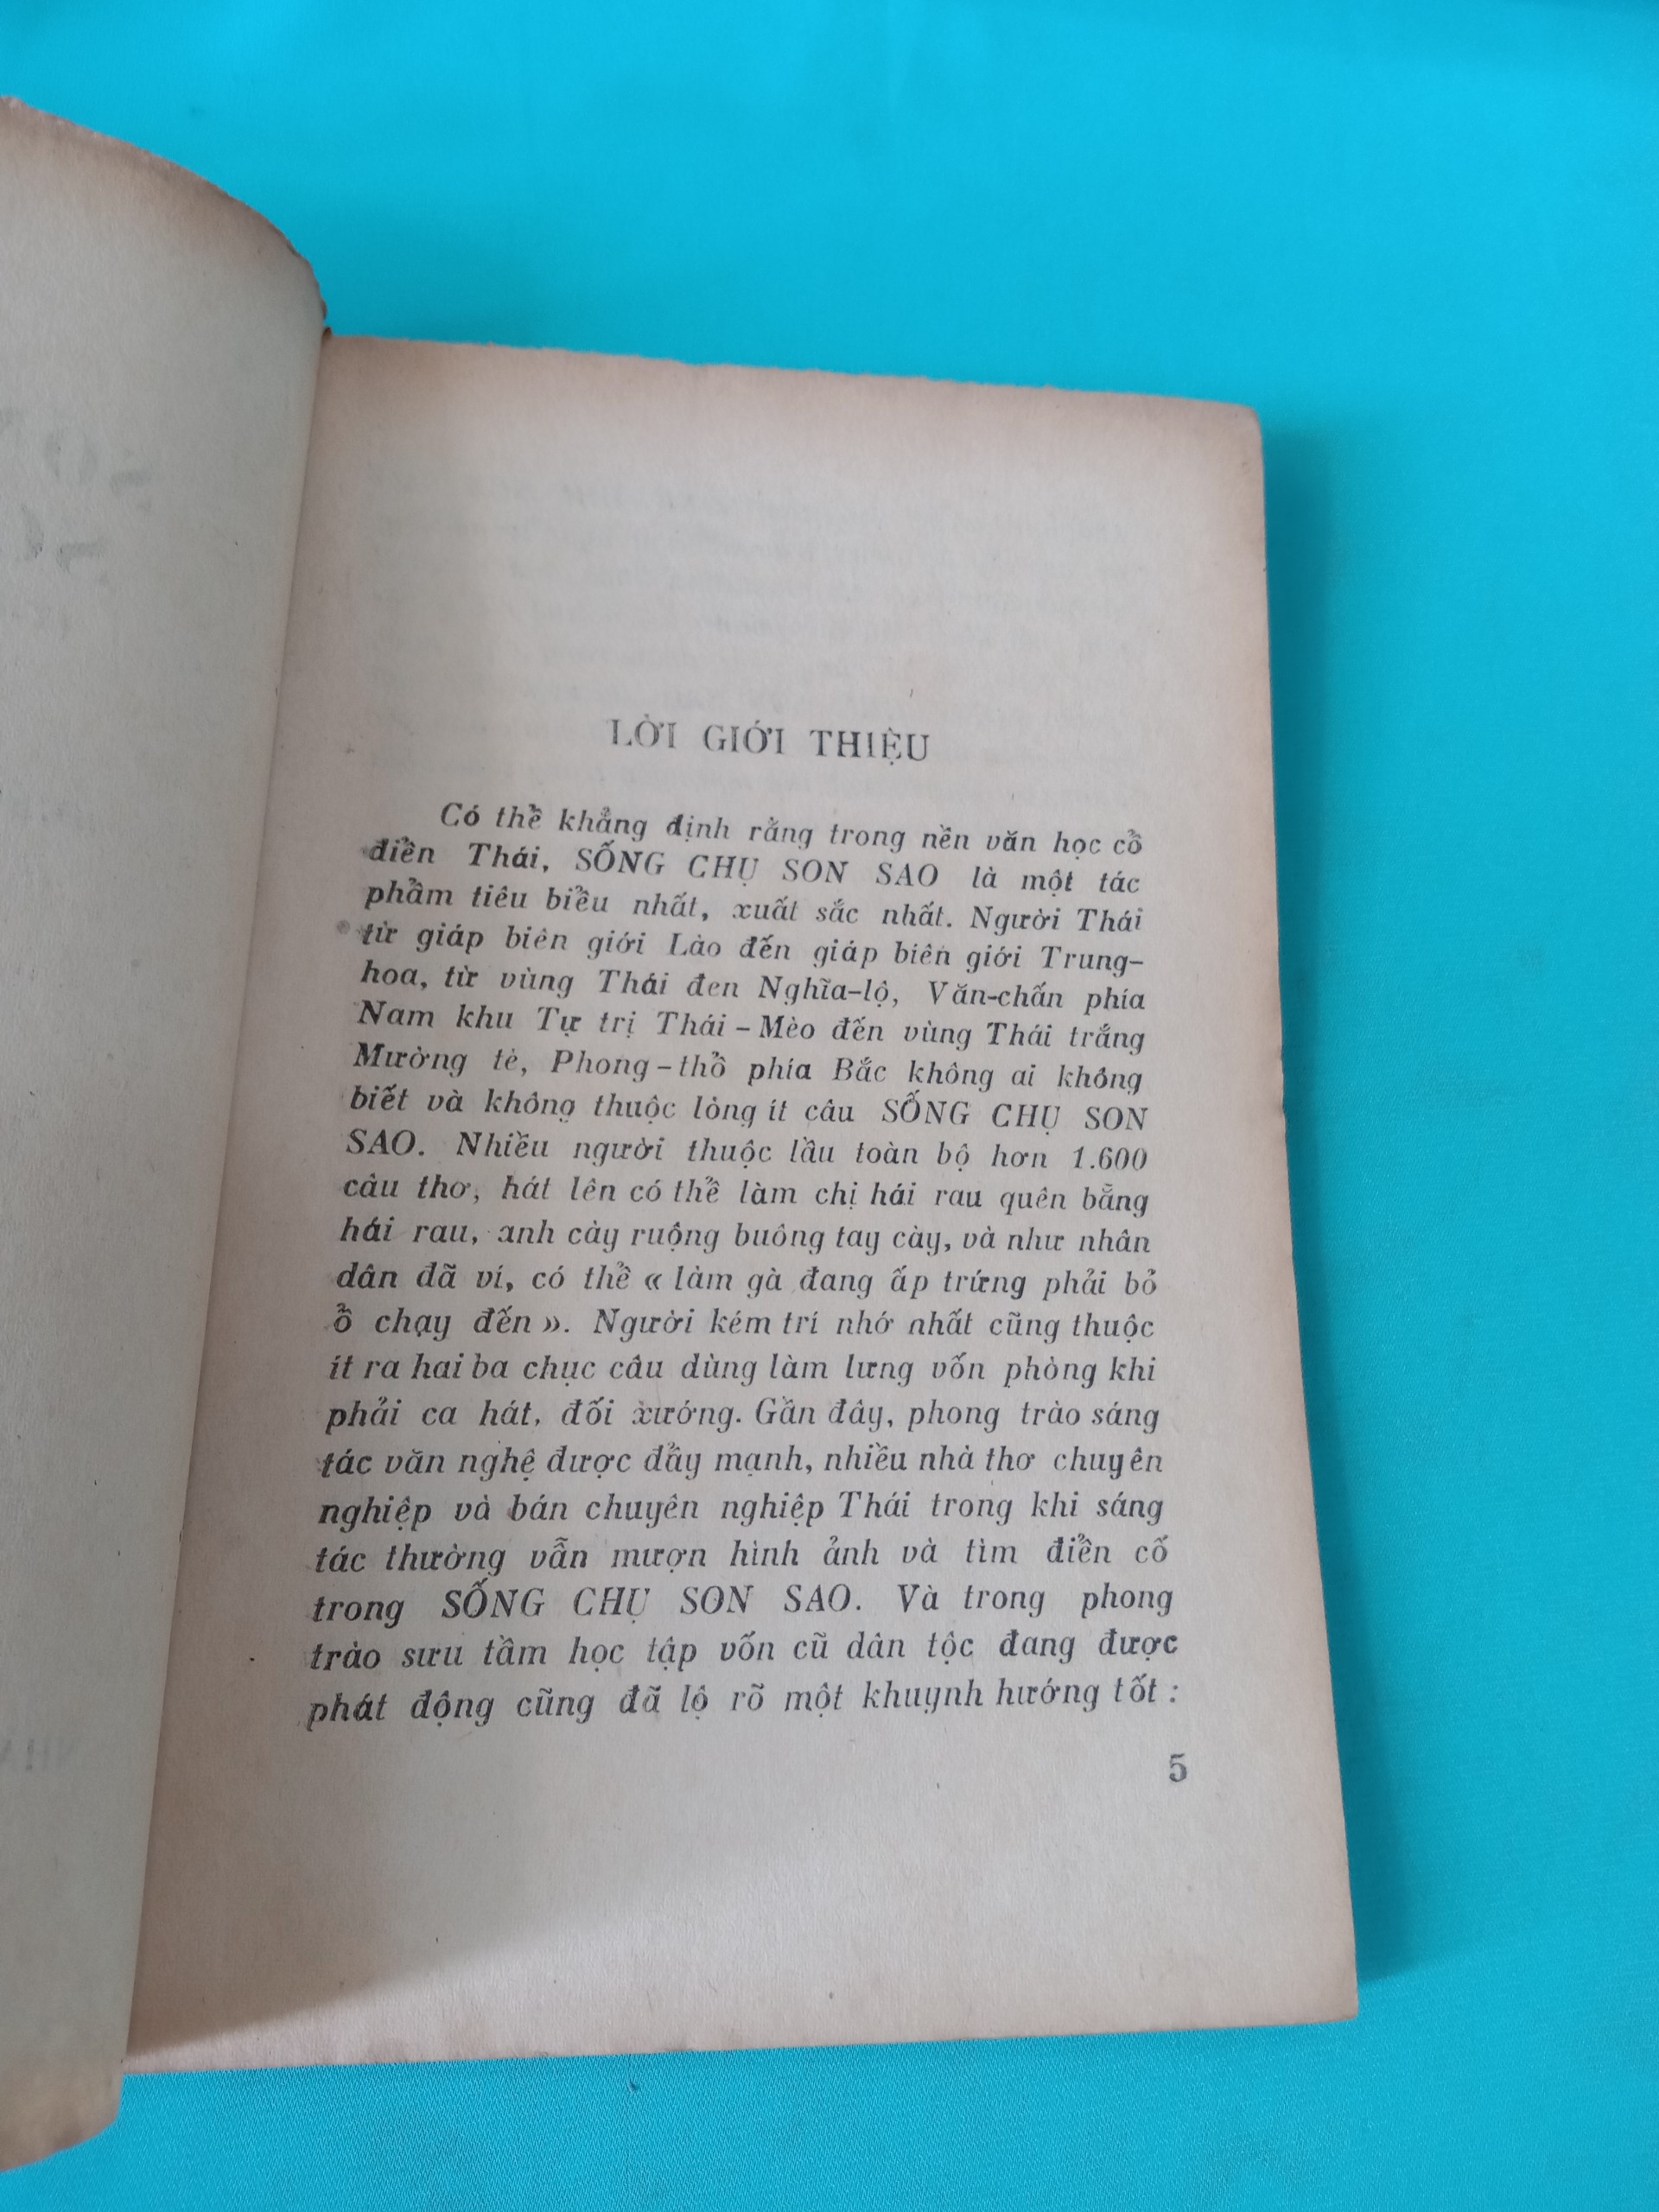 LỜI GIỚI THIỆU
Có thể khẳng định rằng trong nền văn học cổ
điển Thái, SỐNG CHỤ SON SAO là một tác
phẩm tiêu biểu nhất, xuất sắc nhất. Người Thái
từ giáp biên giới Lào đến giáp biên giới Trung-
hoa, từ vùng Thái đen Nghĩa-lộ, Văn-chấn phía
Nam khu Tự trị Thái - Mèo đến vùng Thái trắng
Mường tè, Phong-thổ phía Bắc không ai không
biết và không thuộc lòng ít câu SỐNG CHỤ SON
SAO. Nhiều người thuộc lầu toàn bộ hơn 1.600
câu thơ, hát lên có thể làm chị hái rau quên bẵng
hái rau, anh cày ruộng buông tay cày, và như nhân
dân đã ví, có thể « làm gà đang ấp trứng phải bỏ
ổ chạy đến ». Người kém trí nhớ nhất cũng thuộc
ít ra hai ba chục câu dùng làm lưng vốn phòng khi
phải ca hát, đối xướng. Gần đây, phong trào sáng
tác văn nghệ được đẩy mạnh, nhiều nhà thơ chuyên
nghiệp và bán chuyên nghiệp Thái trong khi sáng
tác thường vẫn mượn hình ảnh và tìm điển cố
trong SỐNG CHỤ SON SAO. Và trong phong
trào sưu tầm học tập vốn cũ dân tộc đang được
phát động cũng đã lộ rõ một khuynh hướng tốt :
5